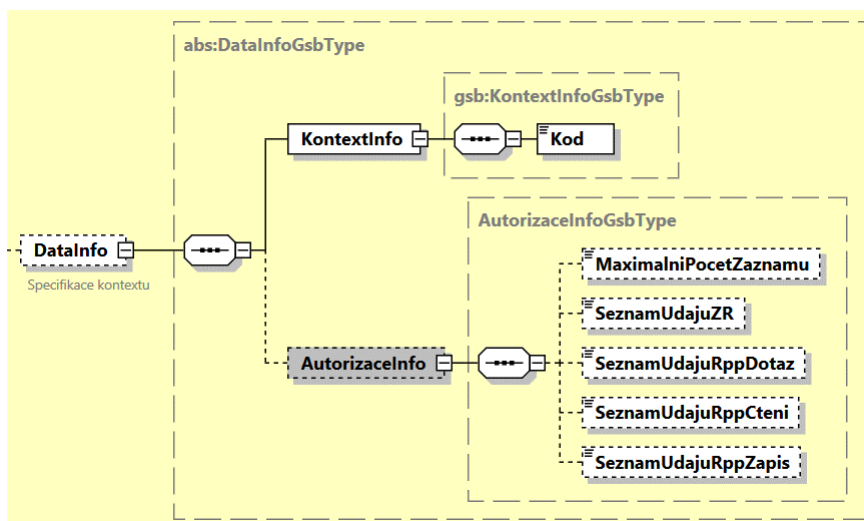 abs:DataInfoGsbType
gsb:KontextInfoGsbType
KontextInfo
Kod
AutorizaceInfoGsbType
DataInfo
Specifikace kontextu
MaximalniPocetZaznamu
SeznamUdajuZR
AutorizaceInfo
SeznamUdajuRppDotaz
SeznamUdajuRppCteni
SeznamUdajuRppZapis